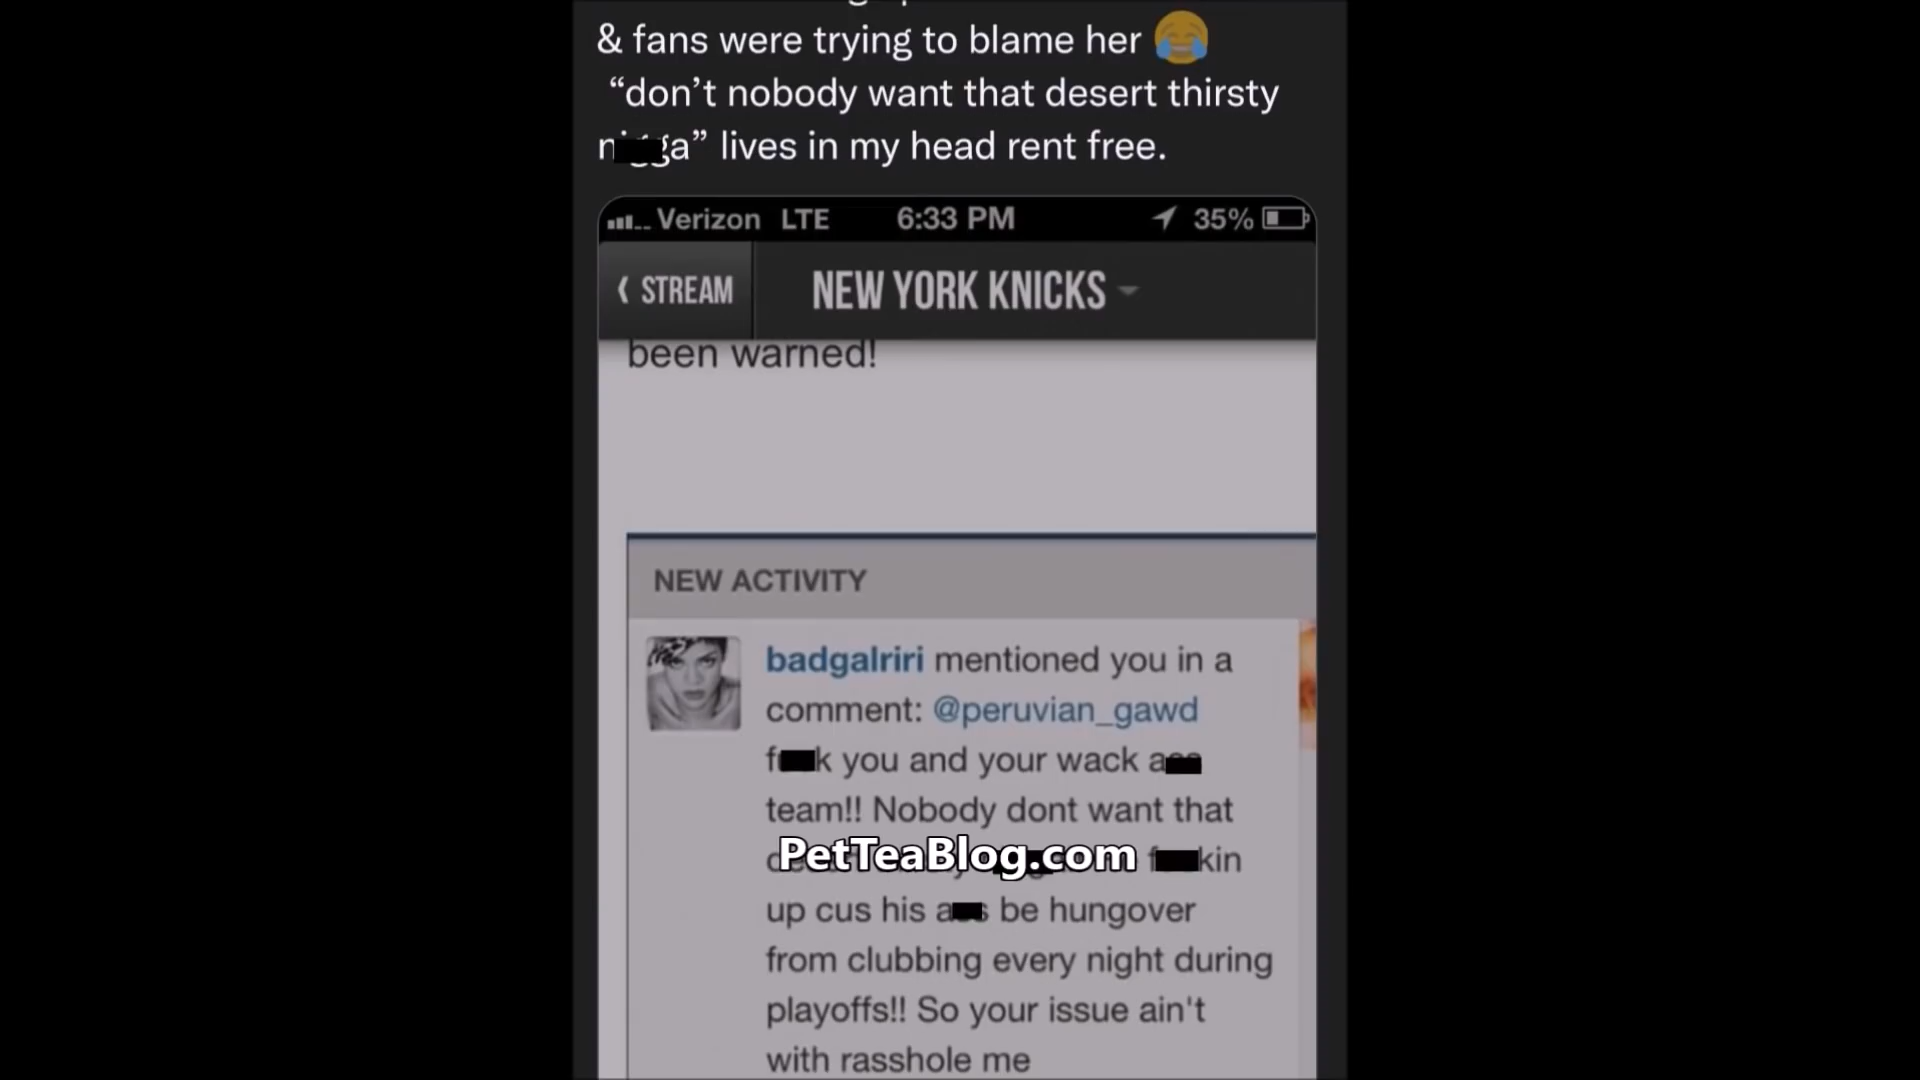 & fans were trying to blame her 😂
“don’t nobody want that desert thirsty
” lives in my head rent free.
Verizon LTE 6:33 PM 35%
STREAM NEW YORK KNICKS
been warned!
NEW ACTIVITY
badgalriri mentioned you in a
comment: @peruvian_gawd
you and your wack
team!! Nobody dont want that
PetTeaBlog.com
up cus his be hungover
from clubbing every night during
playoffs!! So your issue ain't
with rasshole me